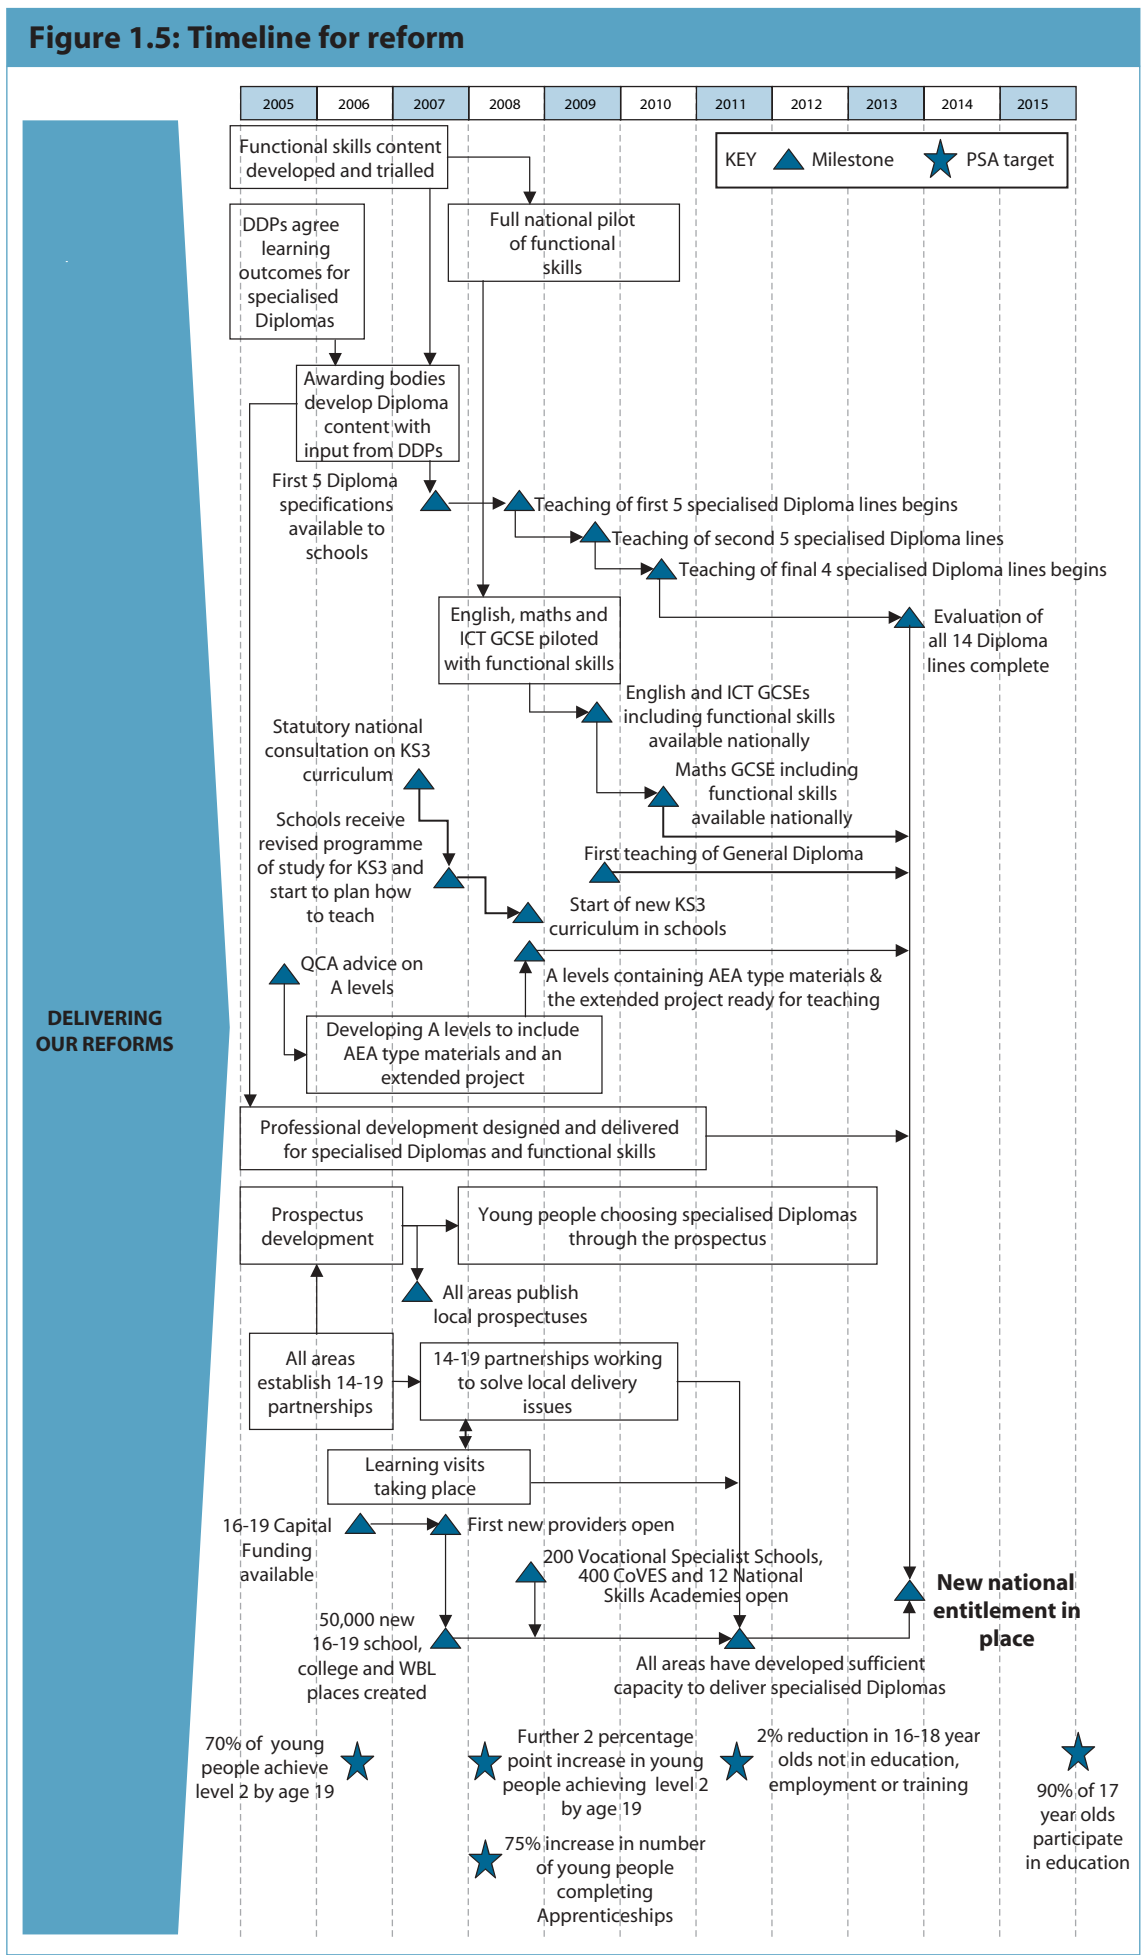 Figure 1.5: Timeline for reform
2005 2006 2007 2008 2009 2010 2011 2012 2013 2014 2015
KEY Milestone PSA target
Functional skills content
developed and trialled
DDPs agree
learning
outcomes for
specialised
Diplomas
Full national pilot
of functional
skills
Awarding bodies
develop Diploma
content with
input from DDPs
First 5 Diploma
specifications
available to
schools
Teaching of first 5 specialised Diploma lines begins
Teaching of second 5 specialised Diploma lines
Teaching of final 4 specialised Diploma lines begins
English, maths and
ICT GCSE piloted
with functional skills
Evaluation of
all 14 Diploma
lines complete
English and ICT GCSEs
including functional skills
available nationally
Statutory national
consultation on KS3
curriculum
Maths GCSE including
functional skills
available nationally
Schools receive
revised programme
of study for KS3 and
start to plan how
to teach
First teaching of General Diploma
Start of new KS3
curriculum in schools
QCA advice on
A levels
A levels containing AEA type materials &
the extended project ready for teaching
DELIVERING
OUR REFORMS
Developing A levels to include
AEA type materials and an
extended project
Professional development designed and delivered
for specialised Diplomas and functional skills
Prospectus
development
Young people choosing specialised Diplomas
through the prospectus
All areas publish
local prospectuses
All areas
establish 14-19
partnerships
14-19 partnerships working
to solve local delivery
issues
Learning visits
taking place
16-19 Capital
Funding
available
First new providers open
200 Vocational Specialist Schools,
400 CoVES and 12 National
Skills Academies open
New national
entitlement in
place
50,000 new
16-19 school,
college and WBL
places created
All areas have developed sufficient
capacity to deliver specialised Diplomas
70% of young
people achieve
level 2 by age 19
Further 2 percentage
point increase in young
people achieving level 2
by age 19
2% reduction in 16-18 year
olds not in education,
employment or training
90% of 17
year olds
participate
in education
75% increase in number
of young people
completing
Apprenticeships